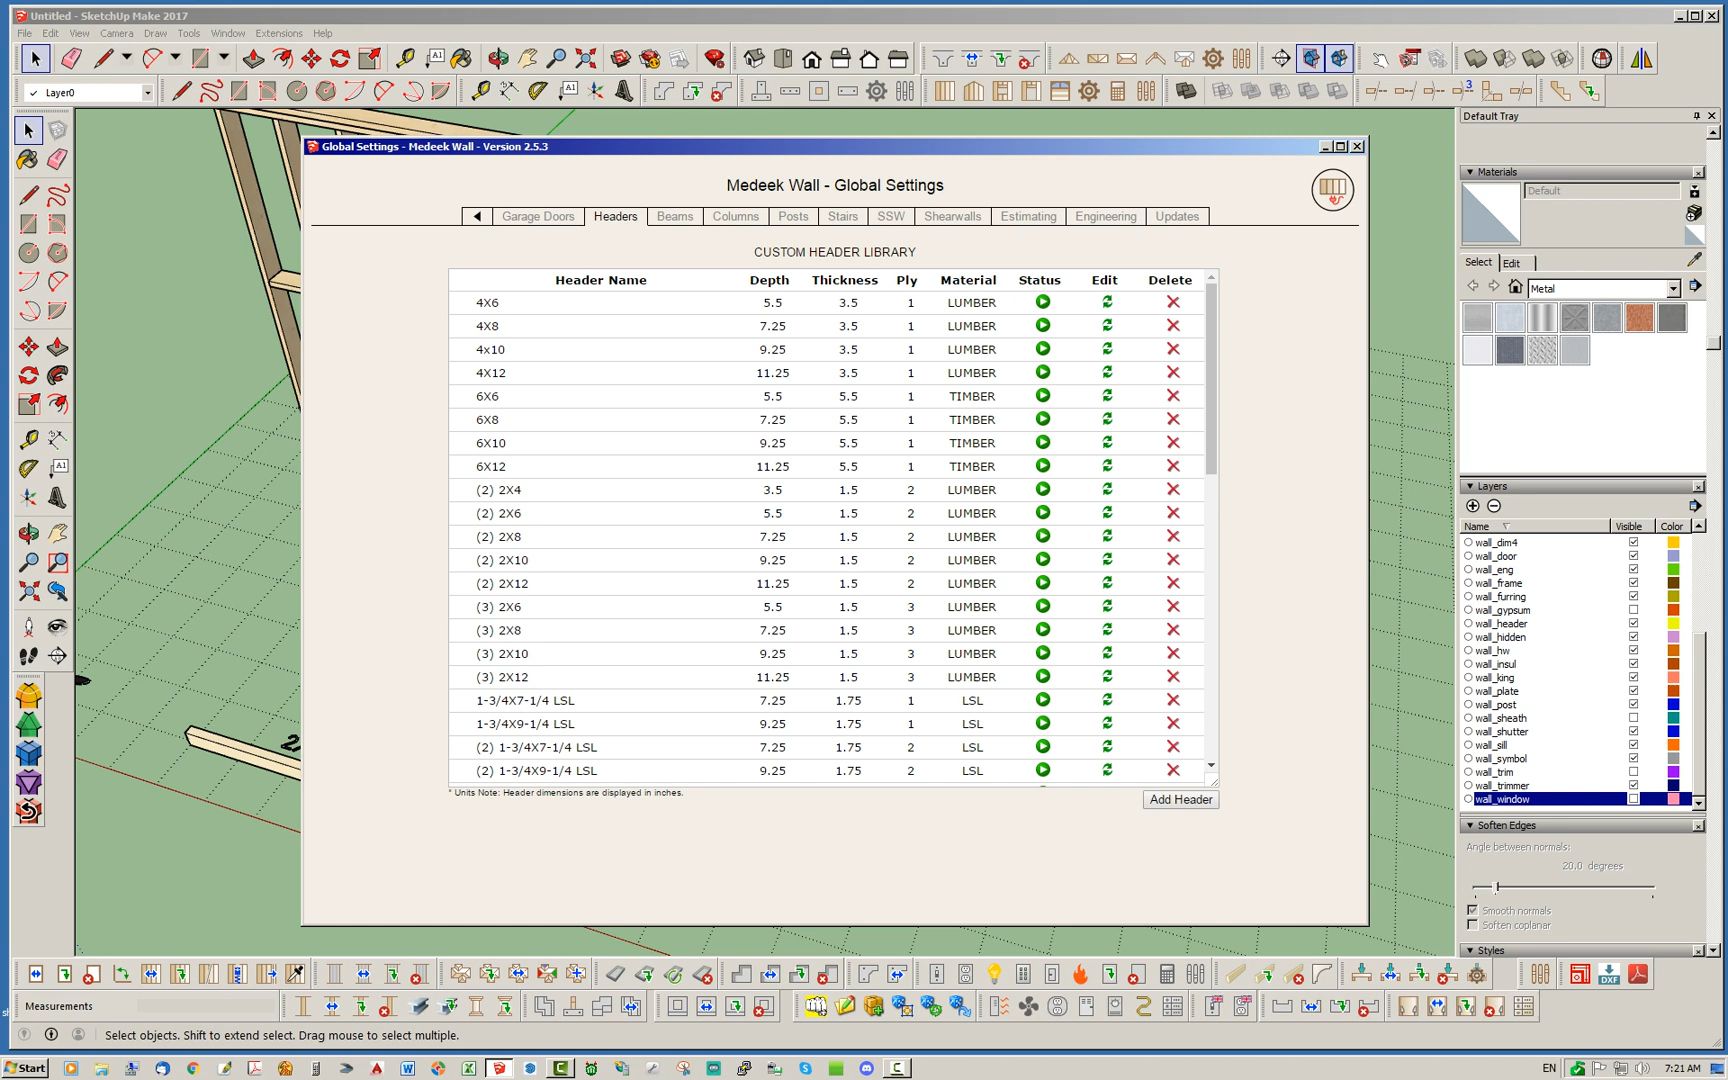 Untitled - SketchUp Make 2017
File Edit View Camera Draw Tools Window Extensions Help
Layer0
Default Tray
Global Settings - Medeek Wall - Version 2.5.3
Medeek Wall - Global Settings
Garage Doors Headers Beams Columns Posts Stairs SSW Shearwalls Estimating Engineering Updates
CUSTOM HEADER LIBRARY
Header Name Depth Thickness Ply Material Status Edit Delete
4X6 5.5 3.5 1 LUMBER
4X8 7.25 3.5 1 LUMBER
4x10 9.25 3.5 1 LUMBER
4X12 11.25 3.5 1 LUMBER
6X6 5.5 5.5 1 TIMBER
6X8 7.25 5.5 1 TIMBER
6X10 9.25 5.5 1 TIMBER
6X12 11.25 5.5 1 TIMBER
(2) 2X4 3.5 1.5 2 LUMBER
(2) 2X6 5.5 1.5 2 LUMBER
(2) 2X8 7.25 1.5 2 LUMBER
(2) 2X10 9.25 1.5 2 LUMBER
(2) 2X12 11.25 1.5 2 LUMBER
(3) 2X6 5.5 1.5 3 LUMBER
(3) 2X8 7.25 1.5 3 LUMBER
(3) 2X10 9.25 1.5 3 LUMBER
(3) 2X12 11.25 1.5 3 LUMBER
1-3/4X7-1/4 LSL 7.25 1.75 1 LSL
1-3/4X9-1/4 LSL 9.25 1.75 1 LSL
(2) 1-3/4X7-1/4 LSL 7.25 1.75 2 LSL
(2) 1-3/4X9-1/4 LSL 9.25 1.75 2 LSL
* Units Note: Header dimensions are displayed in inches.
Add Header
Materials
Default
Select Edit
Metal
Layers
Name Visible Color
wall_dim4
wall_door
wall_eng
wall_frame
wall_furring
wall_gypsum
wall_header
wall_hidden
wall_hw
wall_insul
wall_king
wall_plate
wall_post
wall_sheath
wall_shutter
wall_sill
wall_symbol
wall_trim
wall_trimmer
wall_window
Soften Edges
Angle between normals:
20.0 degrees
Smooth normals
Soften coplanar
Styles
Measurements
Select objects. Shift to extend select. Drag mouse to select multiple.
Start
EN
7:21 AM